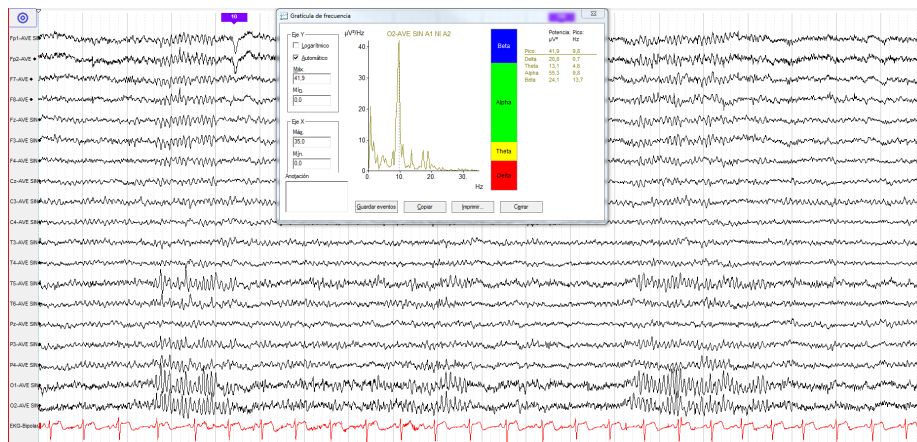 10
Gratícula de frecuencia
Fp1-AVE SIN
Fp2-AVE
F7-AVE
F8-AVE
Fz-AVE SIN
F3-AVE SIN
F4-AVE SIN
Cz-AVE SIN
C3-AVE SIN
C4-AVE SIN
T3-AVE SIN
T4-AVE SIN
T5-AVE SIN
T6-AVE SIN
Pz-AVE SIN
P3-AVE SIN
P4-AVE SIN
O1-AVE SIN
O2-AVE SIN
EKG-Bipolar
Eje Y
Logarítmico
Automático
Máx
41,9
Míg.
0.0
Eje X
Mág.
35,0
Mín.
0.0
Anotación
µV²/Hz
O2-AVE SIN A1 NI A2
40
30
20
10
0
0. 10. 20. 30. Hz
Beta
Alpha
Theta
Delta
Potencia: Pico:
µV² Hz
Pico: 41,9 9,8
Delta 20,8 0,7
Theta 13,1 4,6
Alpha 55,3 9,8
Beta 24,1 13,7
Guardar eventos Copiar Imprimir... Cerrar